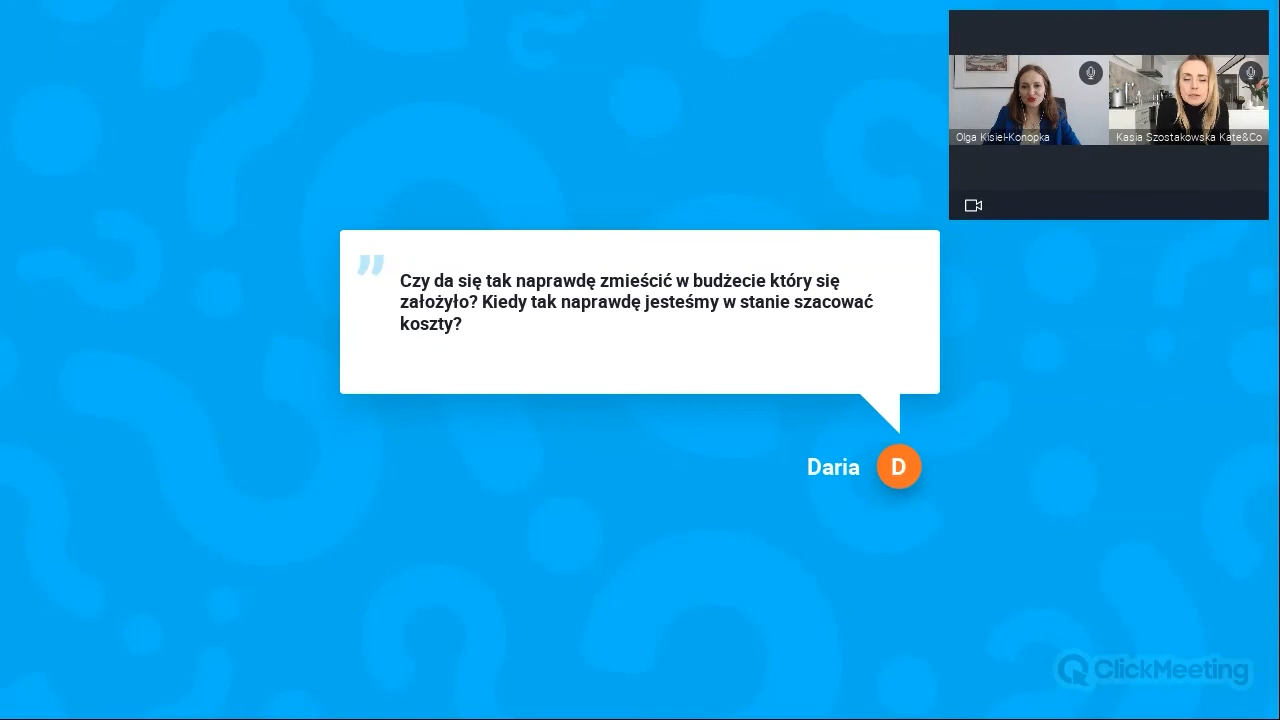 Olga Kisiel-Konopka
Kasia Szostakowska Kate&Co
Czy da się tak naprawdę zmieścić w budżecie który się
założyło? Kiedy tak naprawdę jesteśmy w stanie szacować
koszty?
Daria
D
ClickMeeting